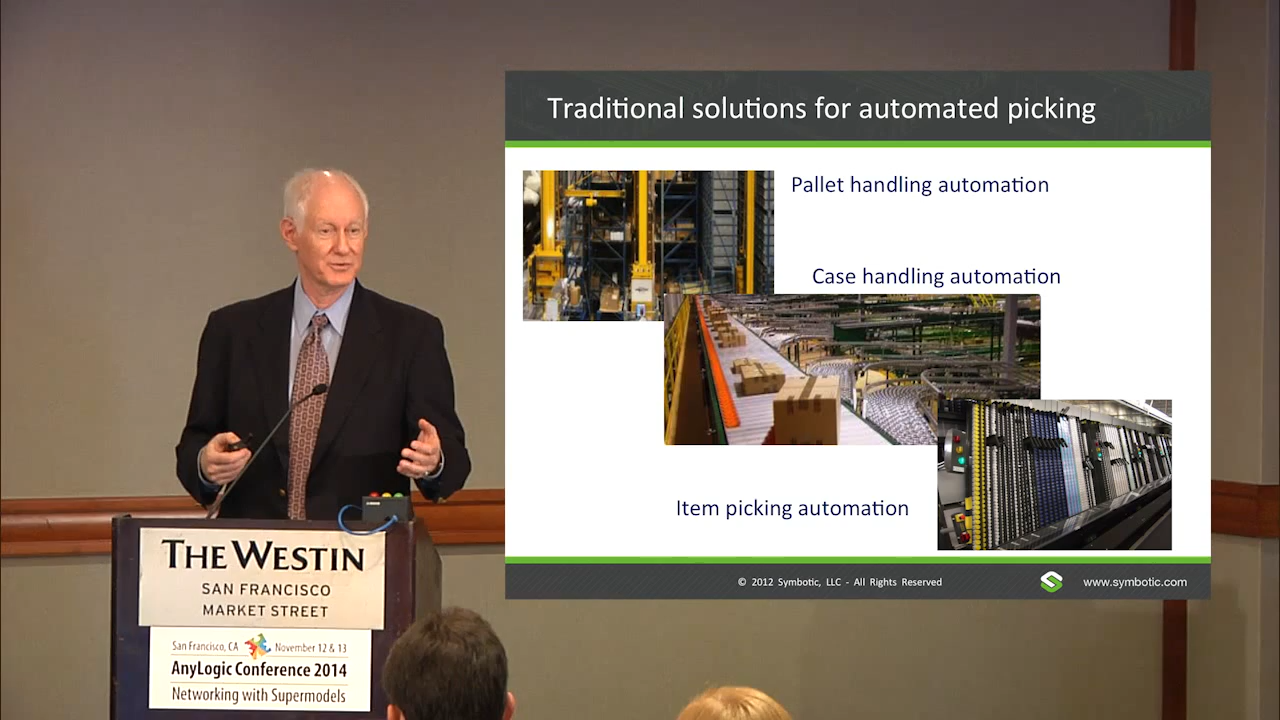 Traditional solutions for automated picking
Pallet handling automation
Case handling automation
Item picking automation
© 2012 Symbotic, LLC - All Rights Reserved
www.symbotic.com
THE WESTIN
SAN FRANCISCO
MARKET STREET
San Francisco, CA November 12 & 13
AnyLogic Conference 2014
Networking with Supermodels